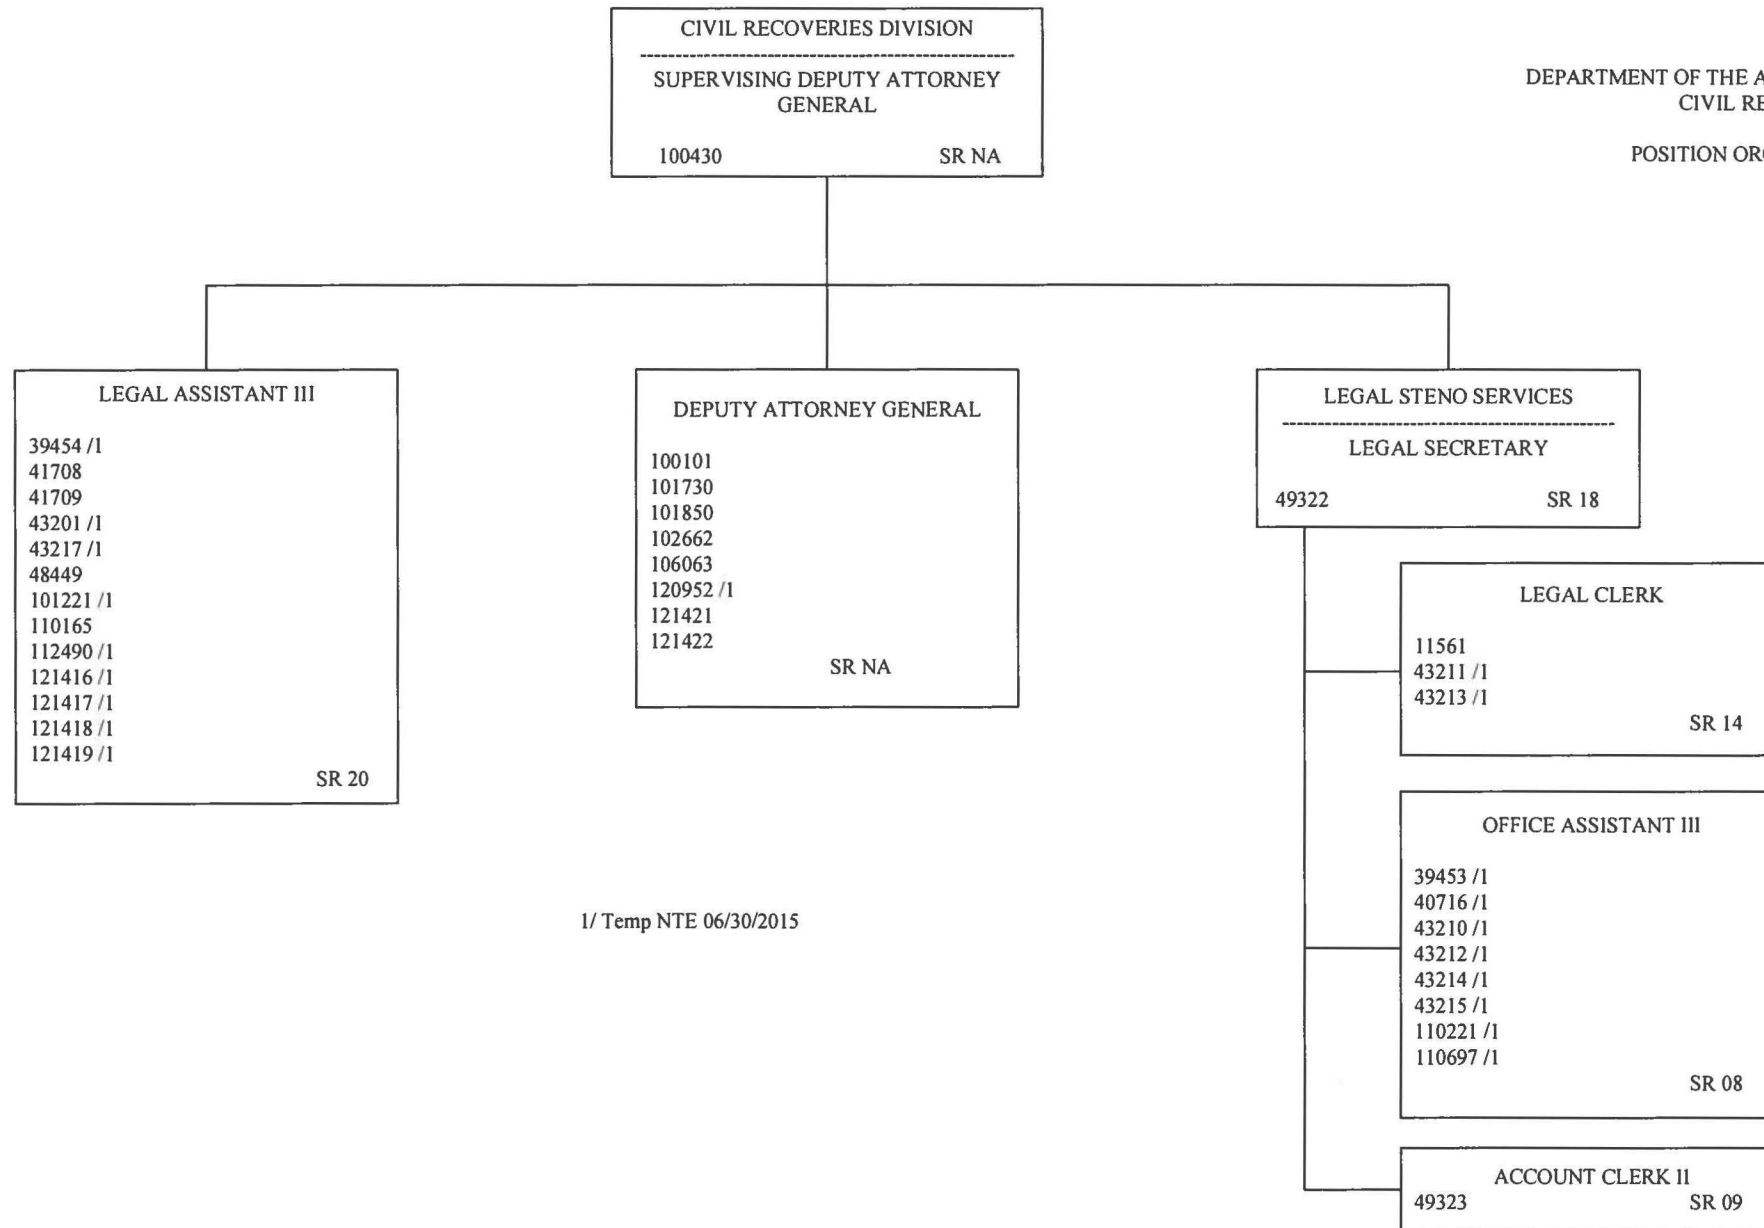 CIVIL RECOVERIES DIVISION
SUPERVISING DEPUTY ATTORNEY
GENERAL
100430 SR NA
DEPARTMENT OF THE
CIVIL
POSITION
LEGAL ASSISTANT III
39454 /1
41708
41709
43201 /1
43217 /1
48449
101221 /1
110165
112490 /1
121416 /1
121417 /1
121418 /1
121419 /1
SR 20
DEPUTY ATTORNEY GENERAL
100101
101730
101850
102662
106063
120952 /1
121421
121422
SR NA
LEGAL STENO SERVICES
LEGAL SECRETARY
49322 SR 18
LEGAL CLERK
11561
43211 /1
43213 /1
SR 14
OFFICE ASSISTANT III
39453 /1
40716 /1
43210 /1
43212 /1
43214 /1
43215 /1
110221 /1
110697 /1
SR 08
ACCOUNT CLERK II
49323 SR 09
1/ Temp NTE 06/30/2015